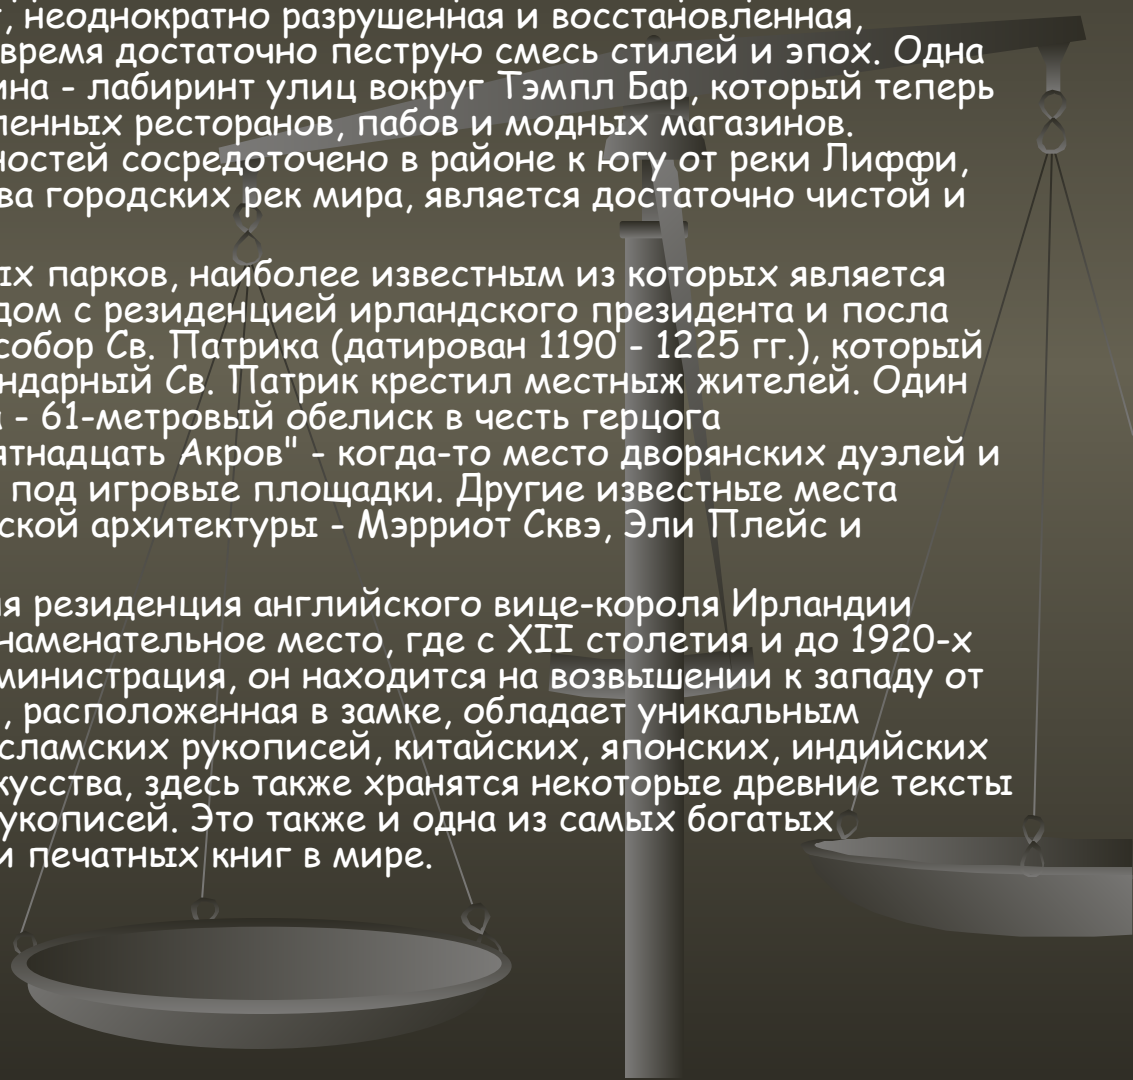 , неоднократно разрушенная и восстановленная,
время достаточно пеструю смесь стилей и эпох. Одна
ина - лабиринт улиц вокруг Тэмпл Бар, который теперь
ленных ресторанов, пабов и модных магазинов.
ностей сосредоточено в районе к югу от реки Лиффи,
ва городских рек мира, является достаточно чистой и
ых парков, наиболее известным из которых является
дом с резиденцией ирландского президента и посла
собор Св. Патрика (датирован 1190 - 1225 гг.), который
ндарный Св. Патрик крестил местныж жителей. Один
- 61-метровый обелиск в честь герцога
ятнадцать Акров" - когда-то место дворянских дуэлей и
под игровые площадки. Другие известные места
ской архитектуры - Мэрриот Сквэ, Эли Плейс и
ия резиденция английского вице-короля Ирландии
наменательное место, где с XII столетия и до 1920-х
министрация, он находится на возвышении к западу от
, расположенная в замке, обладает уникальным
сламских рукописей, китайских, японских, индийских
кусства, здесь также хранятся некоторые древние тексты
укописей. Это также и одна из самых богатых
и печатных книг в мире.